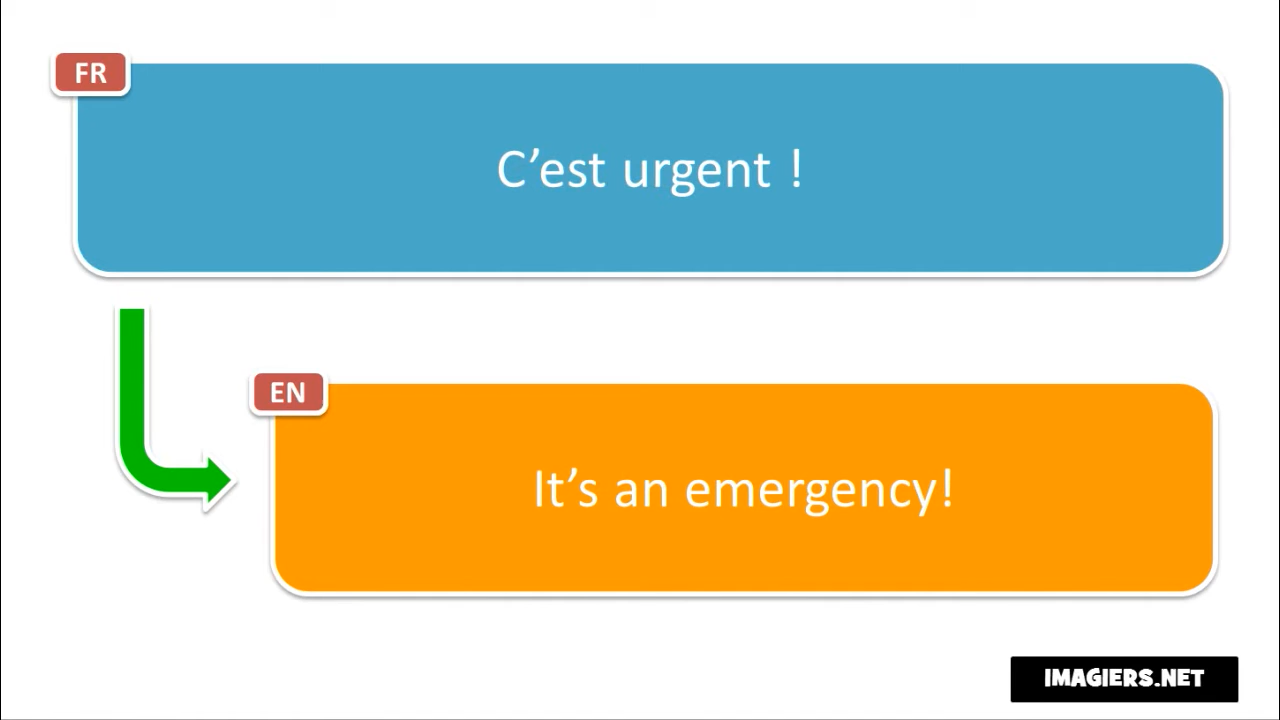 FR
C’est urgent !
EN
It’s an emergency!
IMAGIERS.NET